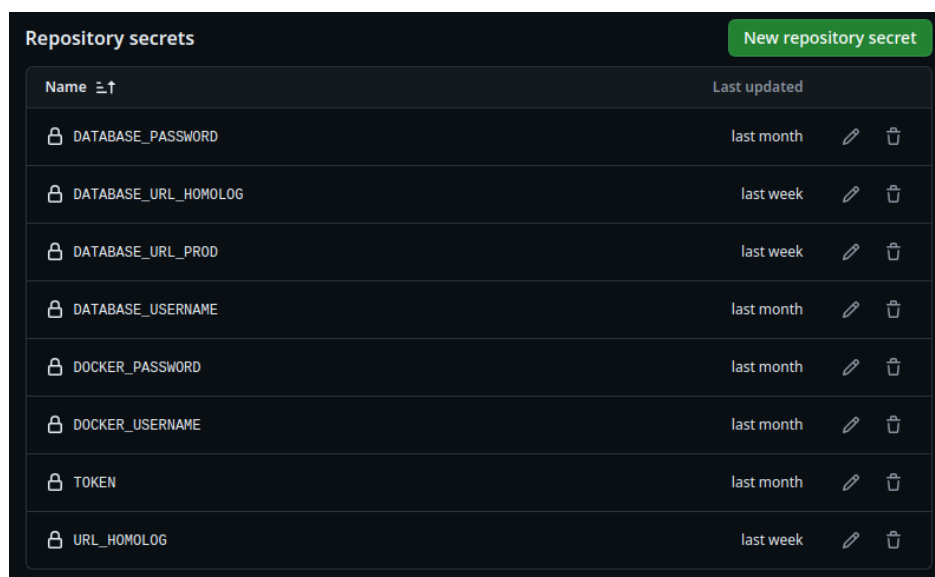 Repository secrets New repository secret
Name Last updated
DATABASE_PASSWORD last month
DATABASE_URL_HOMOLOG last week
DATABASE_URL_PROD last week
DATABASE_USERNAME last month
DOCKER_PASSWORD last month
DOCKER_USERNAME last month
TOKEN last month
URL_HOMOLOG last week